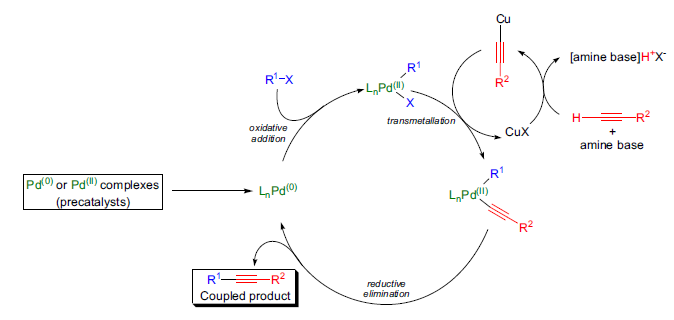 Cu
R²
[amine base]H⁺X⁻
R¹–X
R¹
LₙPd⁽ᴵᴵ⁾
X
transmetallation
CuX
H R²
+
amine base
oxidative
addition
Pd⁽⁰⁾ or Pd⁽ᴵᴵ⁾ complexes
(precatalysts)
LₙPd⁽⁰⁾
R¹
LₙPd⁽ᴵᴵ⁾
R²
R¹ R²
Coupled product
reductive
elimination